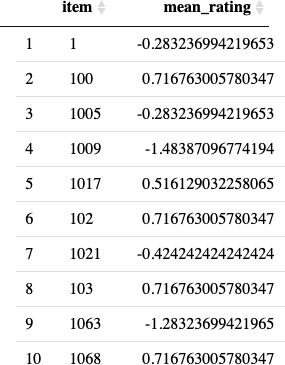 item mean_rating
1 1 -0.283236994219653
2 100 0.716763005780347
3 1005 -0.283236994219653
4 1009 -1.48387096774194
5 1017 0.516129032258065
6 102 0.716763005780347
7 1021 -0.424242424242424
8 103 0.716763005780347
9 1063 -1.28323699421965
10 1068 0.716763005780347